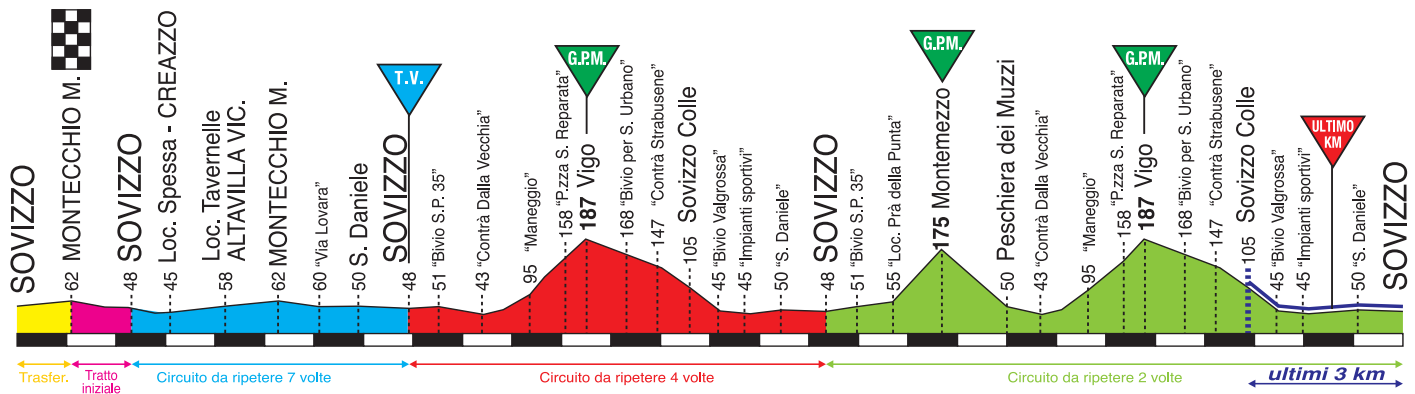 SOVIZZO
62 MONTECCHIO M.
48 SOVIZZO
45 Loc. Spessa - CREAZZO
58 Loc. Tavernelle
ALTAVILLA VIC.
62 MONTECCHIO M.
60 “Via Lovara”
50 S. Daniele
T.V.
48 SOVIZZO
51 “Bivio S.P. 35”
43 “Contrà Dalla Vecchia”
95 “Maneggio”
158 “P.zza S. Reparata”
G.P.M.
187 Vigo
168 “Bivio per S. Urbano”
147 “Contrà Strabusene”
105 Sovizzo Colle
45 “Bivio Valgrossa”
45 “Impianti sportivi”
50 “S. Daniele”
48 SOVIZZO
51 “Bivio S.P. 35”
55 “Loc. Prà della Punta”
G.P.M.
175 Montemezzo
50 Peschiera dei Muzzi
43 “Contrà Dalla Vecchia”
95 “Maneggio”
158 “P.zza S. Reparata”
G.P.M.
187 Vigo
168 “Bivio per S. Urbano”
147 “Contrà Strabusene”
105 Sovizzo Colle
45 “Bivio Valgrossa”
45 “Impianti sportivi”
ULTIMO
KM
50 “S. Daniele”
SOVIZZO
Trasfer.
Tratto
iniziale
Circuito da ripetere 7 volte
Circuito da ripetere 4 volte
Circuito da ripetere 2 volte
ultimi 3 km